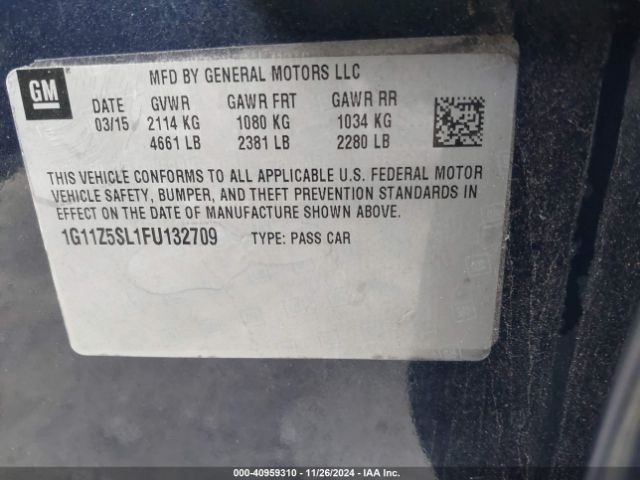 GM
MFD BY GENERAL MOTORS LLC
DATE GVWR GAWR FRT GAWR RR
03/15 2114 KG 1080 KG 1034 KG
4661 LB 2381 LB 2280 LB
THIS VEHICLE CONFORMS TO ALL APPLICABLE U.S. FEDERAL MOTOR
VEHICLE SAFETY, BUMPER, AND THEFT PREVENTION STANDARDS IN
EFFECT ON THE DATE OF MANUFACTURE SHOWN ABOVE.
1G11Z5SL1FU132709 TYPE: PASS CAR
000-40959310 | 11/26/2024 | IAA Inc.